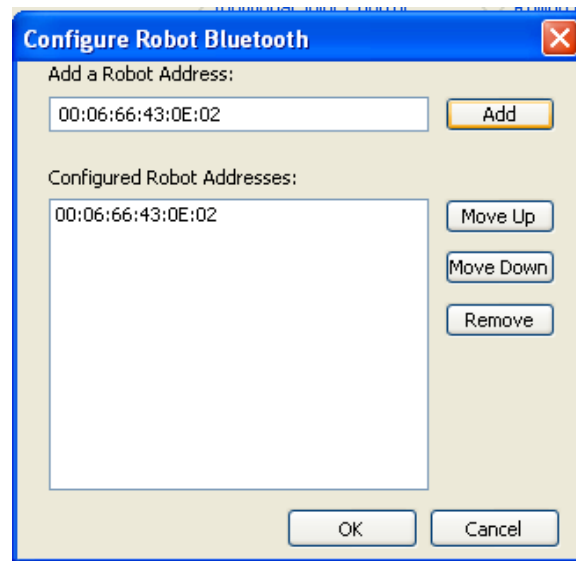 Configure Robot Bluetooth
Add a Robot Address:
00:06:66:43:0E:02
Add
Configured Robot Addresses:
00:06:66:43:0E:02
Move Up
Move Down
Remove
OK
Cancel